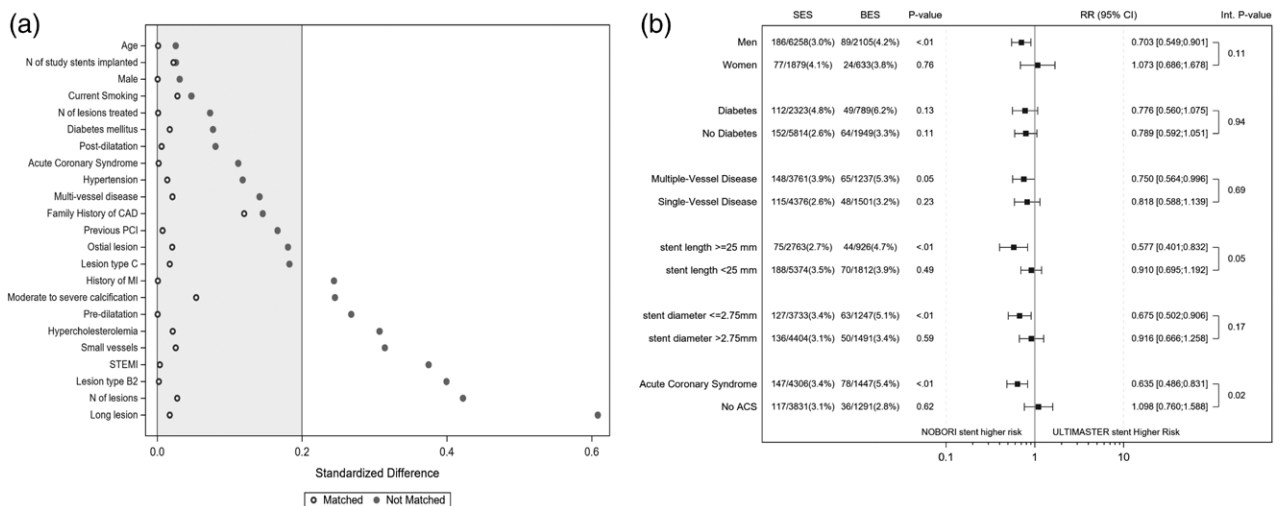 (a)
Age
N of study stents implanted
Male
Current Smoking
N of lesions treated
Diabetes mellitus
Post-dilatation
Acute Coronary Syndrome
Hypertension
Multi-vessel disease
Family History of CAD
Previous PCI
Ostial lesion
Lesion type C
History of MI
Moderate to severe calcification
Pre-dilatation
Hypercholesterolemia
Small vessels
STEMI
Lesion type B2
N of lesions
Long lesion
0.0 0.2 0.4 0.6
Standardized Difference
Matched Not Matched
(b)
SES BES P-value RR (95% CI) Int. P-value
Men 186/6258(3.0%) 89/2105(4.2%) <.01 0.703 [0.549;0.901]
0.11
Women 77/1879(4.1%) 24/633(3.8%) 0.76 1.073 [0.686;1.678]
Diabetes 112/2323(4.8%) 49/789(6.2%) 0.13 0.776 [0.560;1.075]
0.94
No Diabetes 152/5814(2.6%) 64/1949(3.3%) 0.11 0.789 [0.592;1.051]
Multiple-Vessel Disease 148/3761(3.9%) 65/1237(5.3%) 0.05 0.750 [0.564;0.996]
0.69
Single-Vessel Disease 115/4376(2.6%) 48/1501(3.2%) 0.23 0.818 [0.588;1.139]
stent length >=25 mm 75/2763(2.7%) 44/926(4.7%) <.01 0.577 [0.401;0.832]
0.05
stent length <25 mm 188/5374(3.5%) 70/1812(3.9%) 0.49 0.910 [0.695;1.192]
stent diameter <=2.75mm 127/3733(3.4%) 63/1247(5.1%) <.01 0.675 [0.502;0.906]
0.17
stent diameter >2.75mm 136/4404(3.1%) 50/1491(3.4%) 0.59 0.916 [0.666;1.258]
Acute Coronary Syndrome 147/4306(3.4%) 78/1447(5.4%) <.01 0.635 [0.486;0.831]
0.02
No ACS 117/3831(3.1%) 36/1291(2.8%) 0.62 1.098 [0.760;1.588]
NOBORI stent higher risk ULTIMASTER stent Higher Risk
0.1 1 10